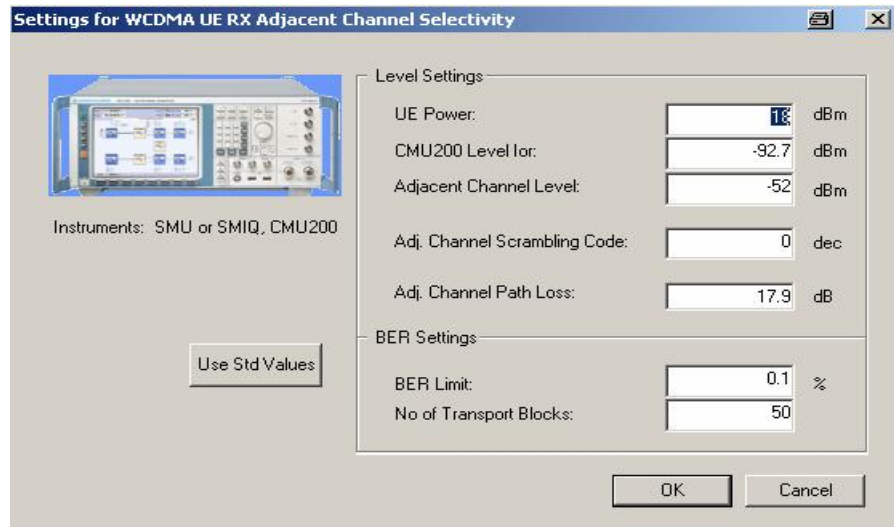 Settings for WCDMA UE RX Adjacent Channel Selectivity
Level Settings
UE Power: 18 dBm
CMU200 Level Ior: -92.7 dBm
Adjacent Channel Level: -52 dBm
Instruments: SMU or SMIQ, CMU200
Adj. Channel Scrambling Code: 0 dec
Adj. Channel Path Loss: 17.9 dB
BER Settings
Use Std Values
BER Limit: 0.1 %
No of Transport Blocks: 50
OK Cancel